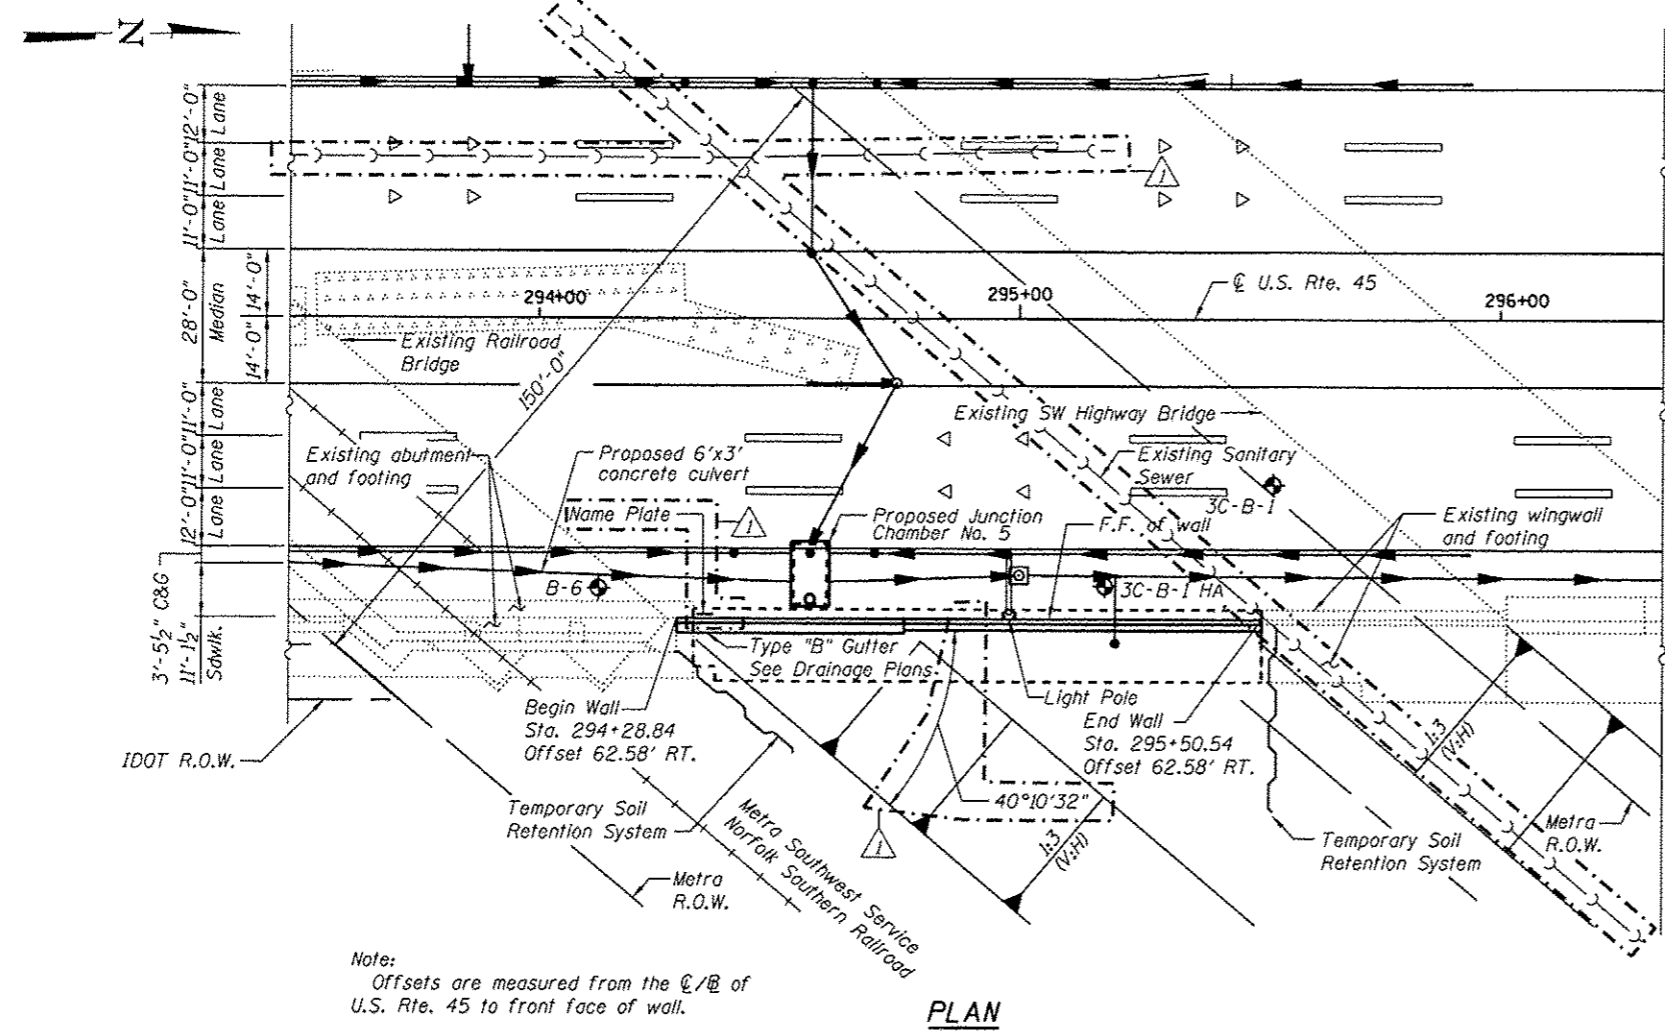 N
12'-0"
Lane
11'-0"
Lane
11'-0"
Lane
28'-0"
Median
14'-0"
14'-0"
11'-0"
Lane
11'-0"
Lane
12'-0"
Lane
3'-5½" C&G
11'-1½"
Sdwlk.
1
294+00
295+00
296+00
℄ U.S. Rte. 45
Existing Railroad
Bridge
150'-0"
Existing SW Highway Bridge
Existing abutment
and footing
Proposed 6'x3'
concrete culvert
Existing Sanitary
Sewer
3C-B-1
Name Plate
1
Proposed Junction
Chamber No. 5
F.F. of wall
Existing wingwall
and footing
B-6
3C-B-1 HA
Type "B" Gutter
See Drainage Plans
Light Pole
Begin Wall
Sta. 294+28.84
Offset 62.58' RT.
End Wall
Sta. 295+50.54
Offset 62.58' RT.
IDOT R.O.W.
1:3
(V:H)
40°10'32"
Temporary Soil
Retention System
1
1:3
(V:H)
Temporary Soil
Retention System
Metra
R.O.W.
Metra
R.O.W.
Metra Southwest Service
Norfolk Southern Railroad
Note:
Offsets are measured from the ℄/BL of
U.S. Rte. 45 to front face of wall.
PLAN